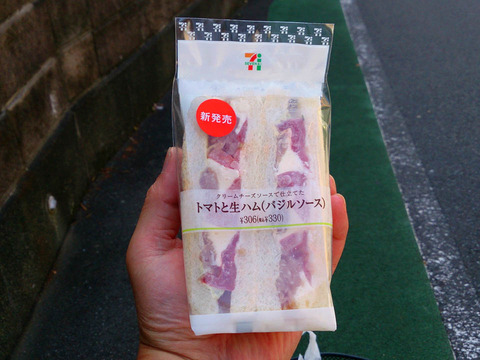 新発売
クリームチーズソースで仕立てた
トマトと生ハム(バジルソース)
¥306(税込¥330)